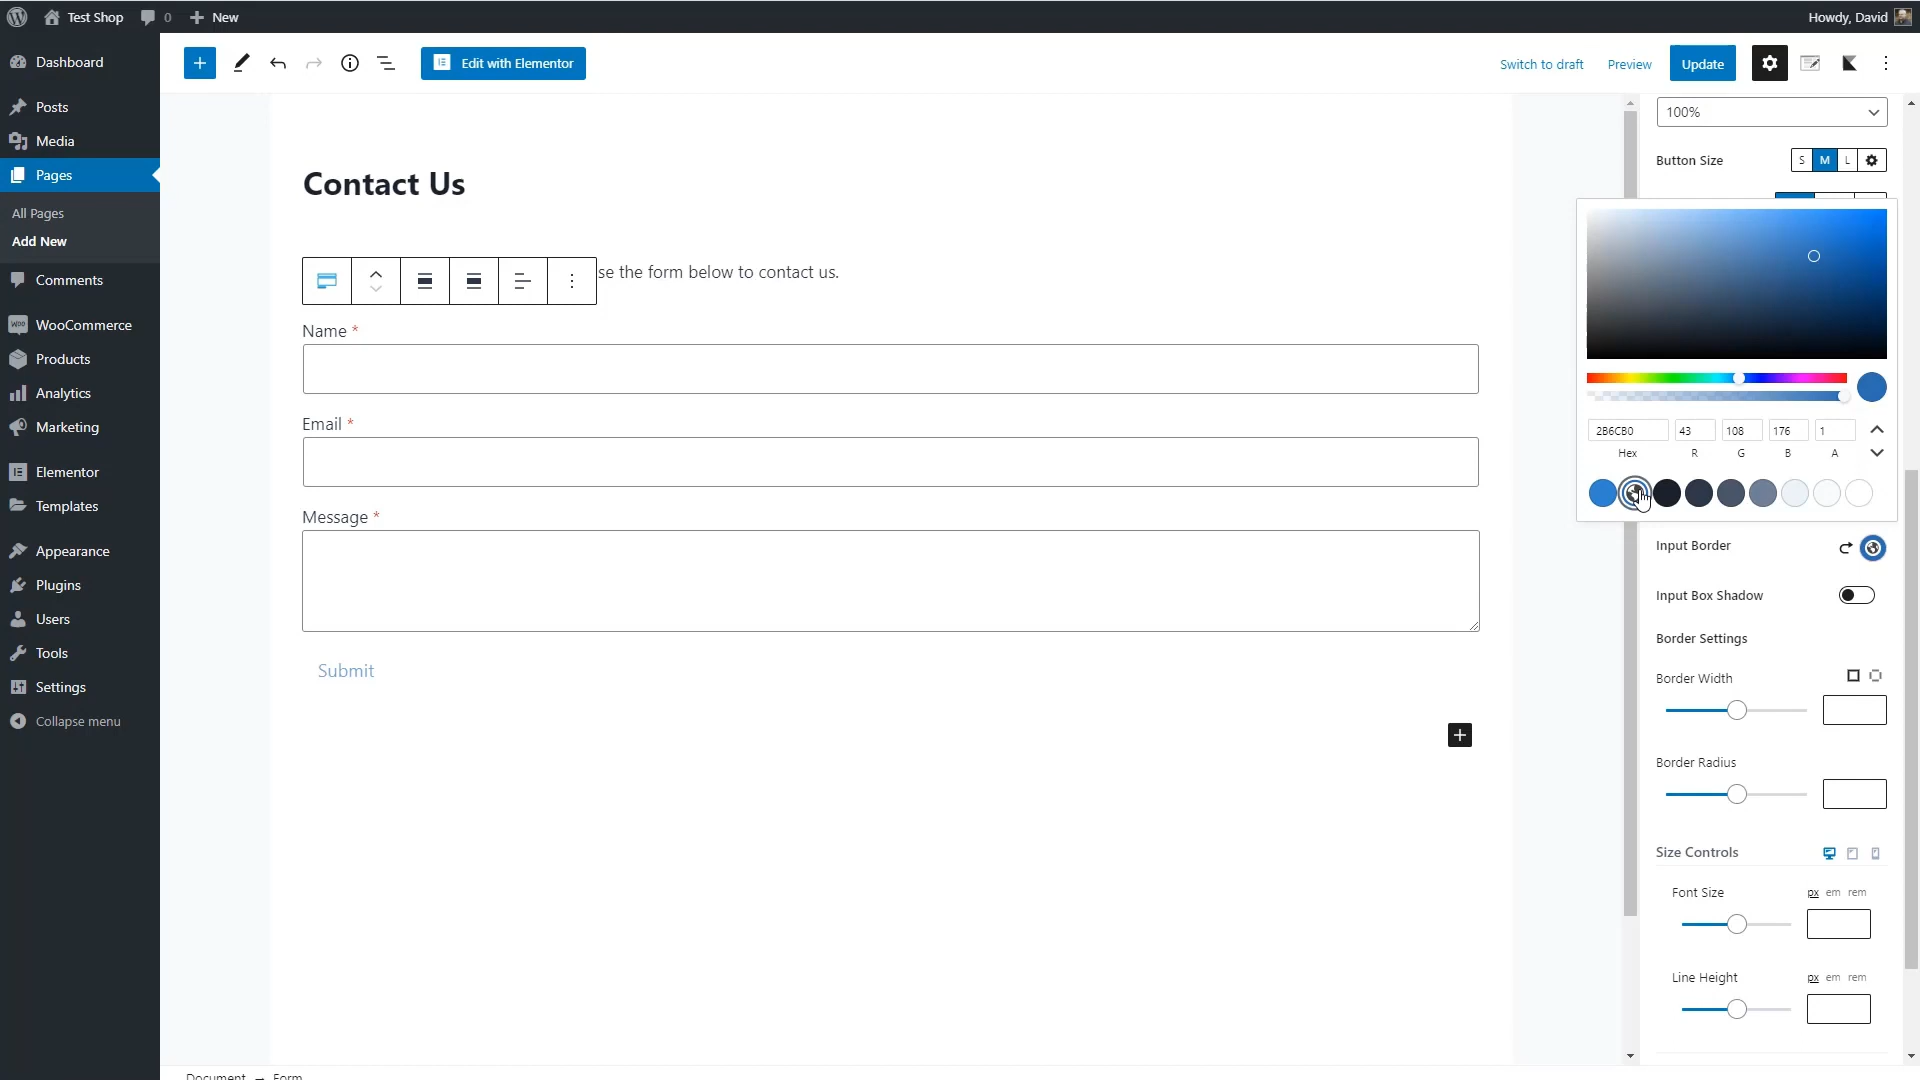 Test Shop
0
New
Howdy, David
Dashboard
Posts
Media
Pages
All Pages
Add New
Comments
WooCommerce
Products
Analytics
Marketing
Elementor
Templates
Appearance
Plugins
Users
Tools
Settings
Collapse menu
Edit with Elementor
Switch to draft
Preview
Update
Contact Us
se the form below to contact us.
Name *
Email *
Message *
Submit
Document → Form
100%
Button Size
S M L
2B6CB0 43 108 176 1
Hex R G B A
Input Border
Input Box Shadow
Border Settings
Border Width
Border Radius
Size Controls
Font Size
px em rem
Line Height
px em rem